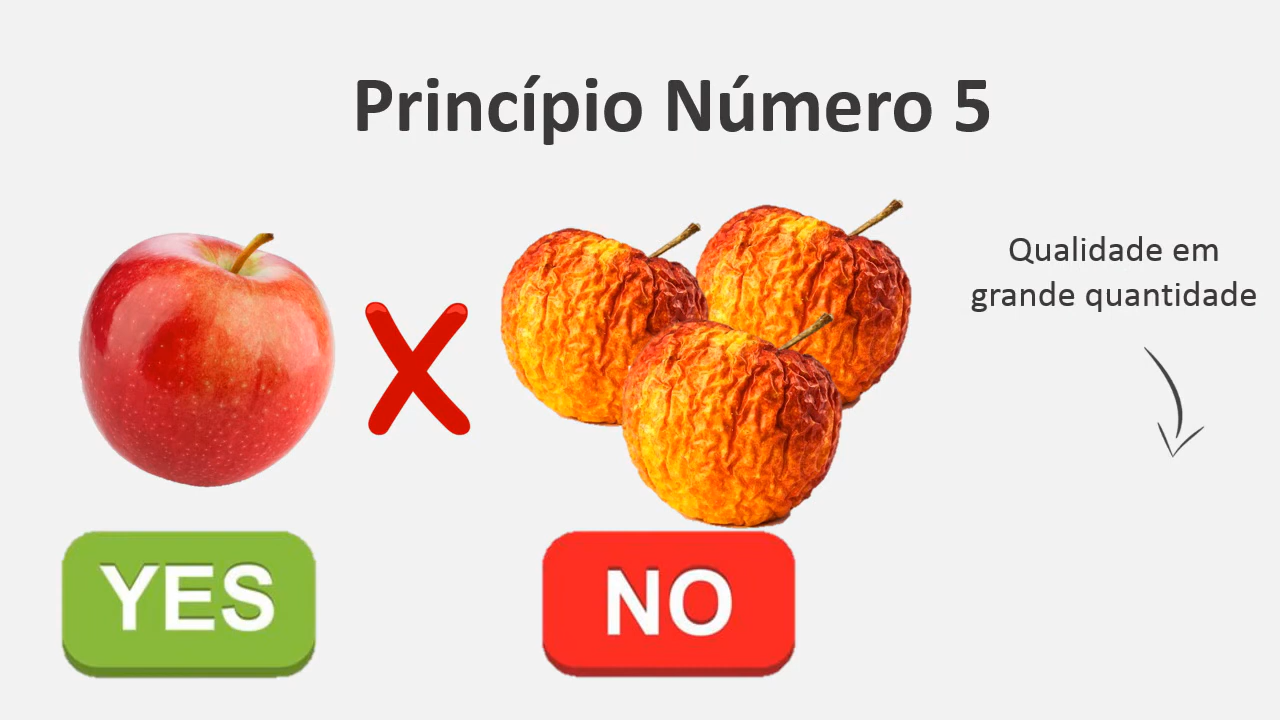 Princípio Número 5
Qualidade em
grande quantidade
YES
NO